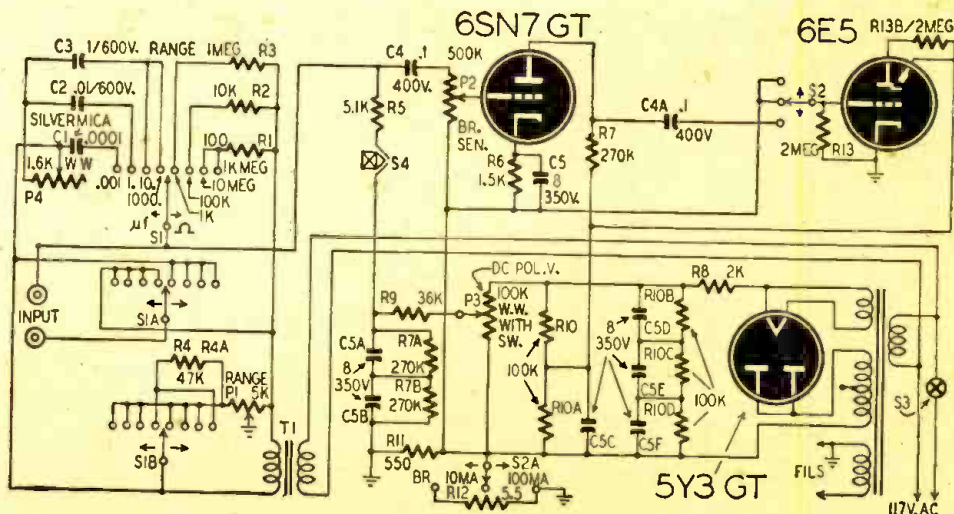 6SN7 GT
6E5
R13B/2MEG
C3 .1/600V. RANGE 1MEG R3
C4 .1
400V.
500K
P2
BR.
SEN.
C2 .01/600V.
10K R2
SILVERMICA
C1 .0001
100 R1
1.6K W W
P4
.001 1. 10. 1000.
1K MEG
10MEG
100K
1K
5.1K
R5
S4
C4A .1
400V
S2
R7
270K
2MEG R13
R6
1.5K
C5
8
350V.
μf Ω
S1
INPUT
S1A
DC POL.V.
R8 2K
R9 36K P3
100K
W.W.
WITH
SW.
R10
R10B
C5A
8
350V
C5B
R7A
270K
R7B
270K
8
350V
C5D
R10C
C5E
100K
R10D
100K
R10A
C5C
C5F
R4
R4A
47K
RANGE
P1 5K
S3
T1
R11
550
S1B
S2A
BR 10MA 100MA
R12 5.5
5Y3 GT
FILS
117V. AC